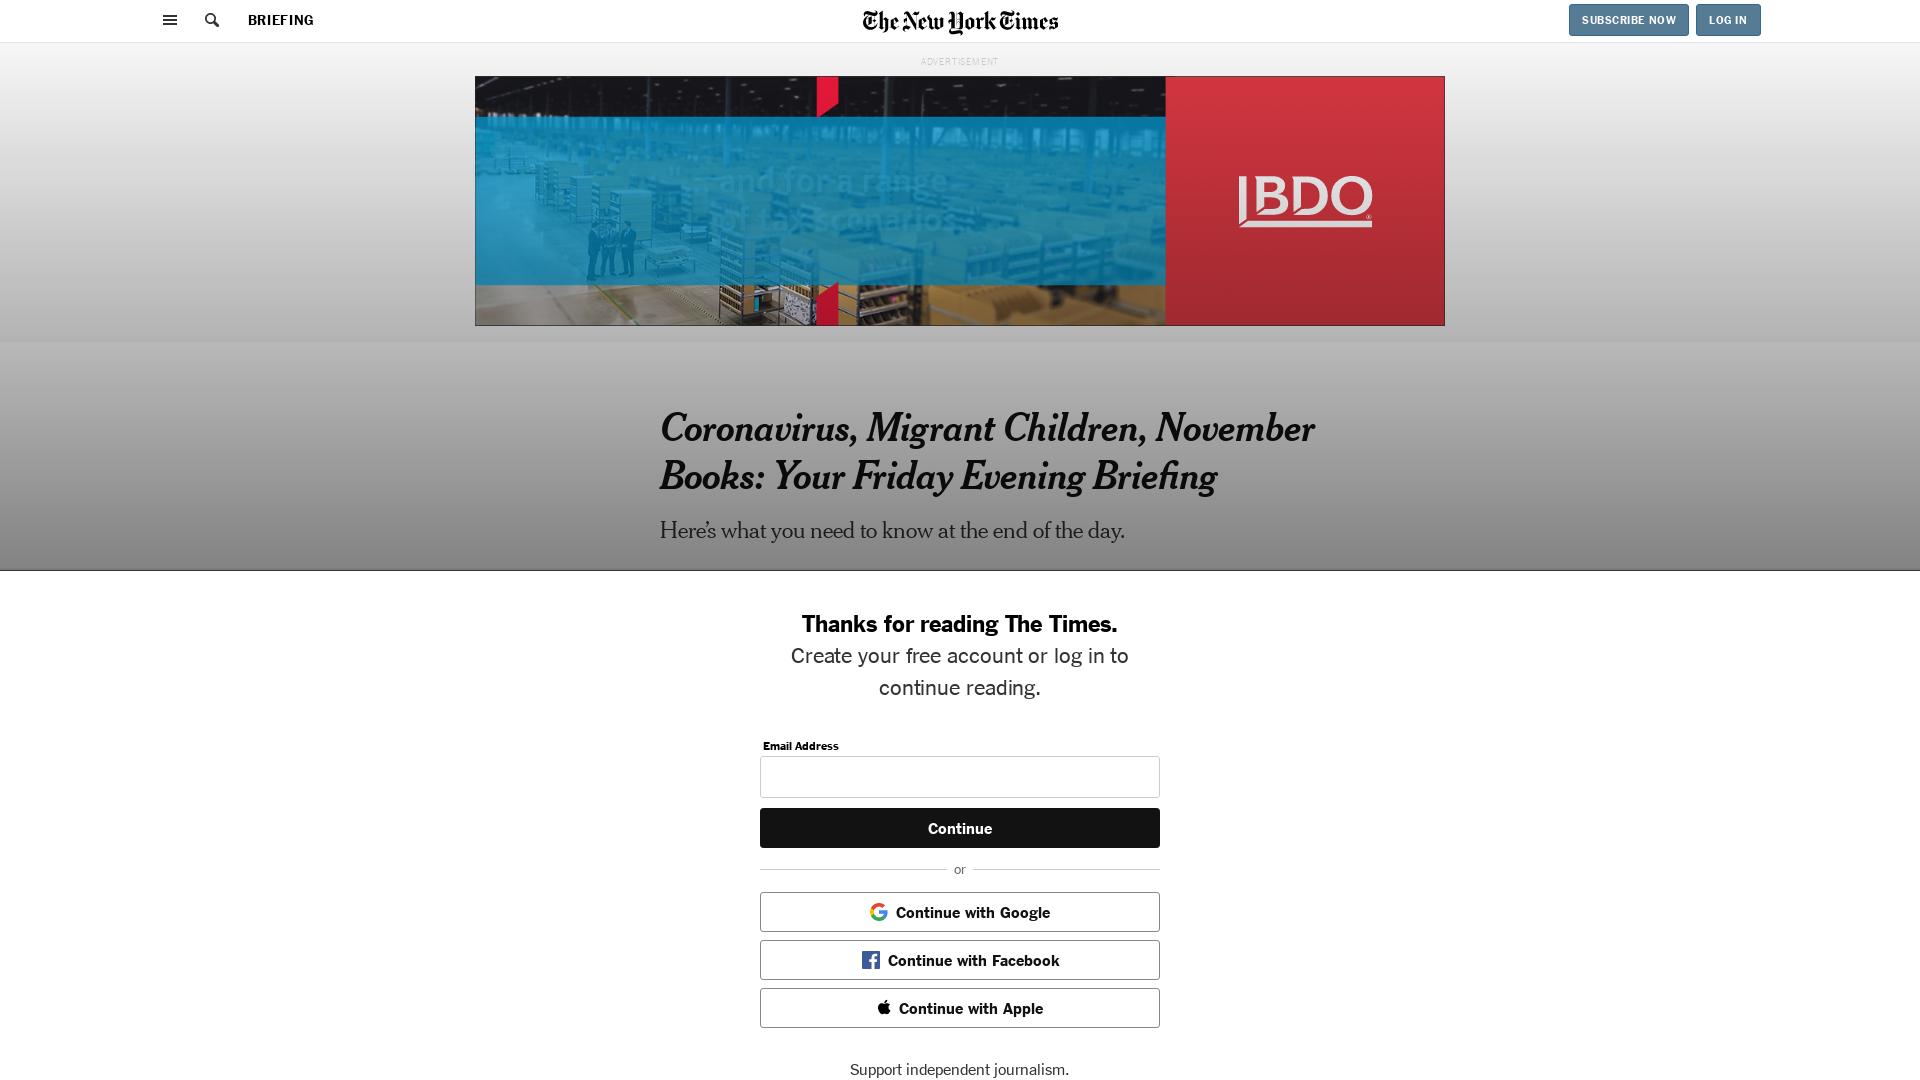 BRIEFING
The New York Times
SUBSCRIBE NOW
LOG IN
ADVERTISEMENT
and for a range
of tax scenarios
BDO
Coronavirus, Migrant Children, November
Books: Your Friday Evening Briefing
Here’s what you need to know at the end of the day.
Thanks for reading The Times.
Create your free account or log in to
continue reading.
Email Address
Continue
or
Continue with Google
Continue with Facebook
Continue with Apple
Support independent journalism.